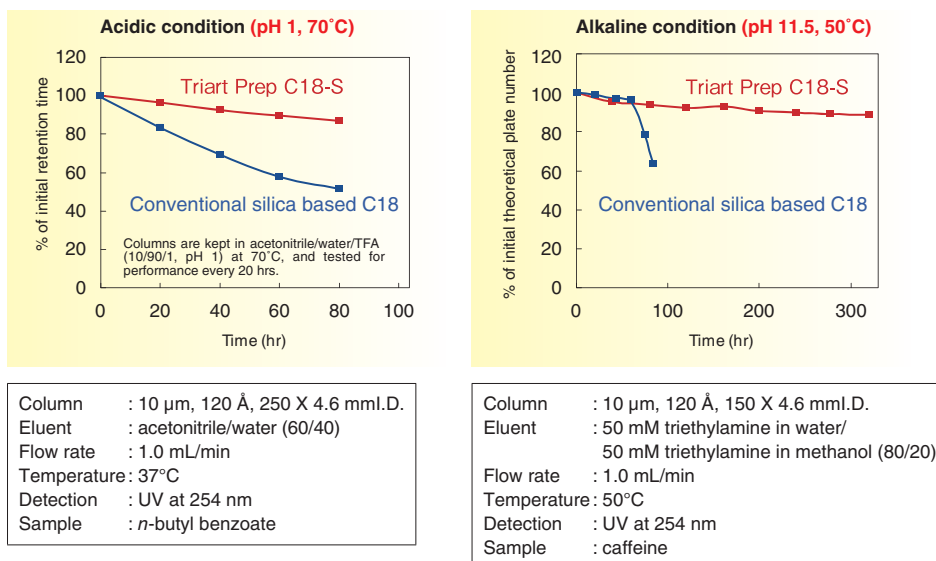 Acidic condition (pH 1, 70˚C)
% of initial retention time
120
100
80
60
40
20
0
Triart Prep C18-S
Conventional silica based C18
Columns are kept in acetonitrile/water/TFA
(10/90/1, pH 1) at 70˚C, and tested for
performance every 20 hrs.
0 20 40 60 80 100
Time (hr)
Column : 10 µm, 120 Å, 250 X 4.6 mmI.D.
Eluent : acetonitrile/water (60/40)
Flow rate : 1.0 mL/min
Temperature : 37°C
Detection : UV at 254 nm
Sample : n-butyl benzoate
Alkaline condition (pH 11.5, 50˚C)
% of initial theoretical plate number
120
100
80
60
40
20
0
Triart Prep C18-S
Conventional silica based C18
0 100 200 300
Time (hr)
Column : 10 µm, 120 Å, 150 X 4.6 mmI.D.
Eluent : 50 mM triethylamine in water/
50 mM triethylamine in methanol (80/20)
Flow rate : 1.0 mL/min
Temperature : 50°C
Detection : UV at 254 nm
Sample : caffeine